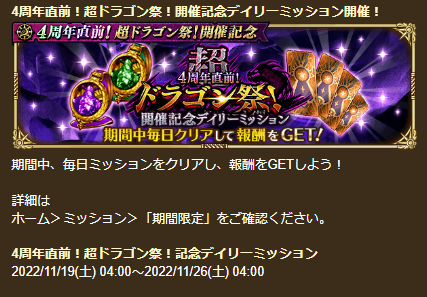 4周年直前！超ドラゴン祭！開催記念デイリーミッション開催！
4周年直前！超ドラゴン祭！開催記念
超
4周年直前！
ドラゴン祭！
開催記念デイリーミッション
期間中毎日クリアして報酬をGET！
期間中、毎日ミッションをクリアし、報酬をGETしよう！
詳細は
ホーム＞ミッション＞「期間限定」をご確認ください。
4周年直前！超ドラゴン祭！記念デイリーミッション
2022/11/19(土) 04:00～2022/11/26(土) 04:00